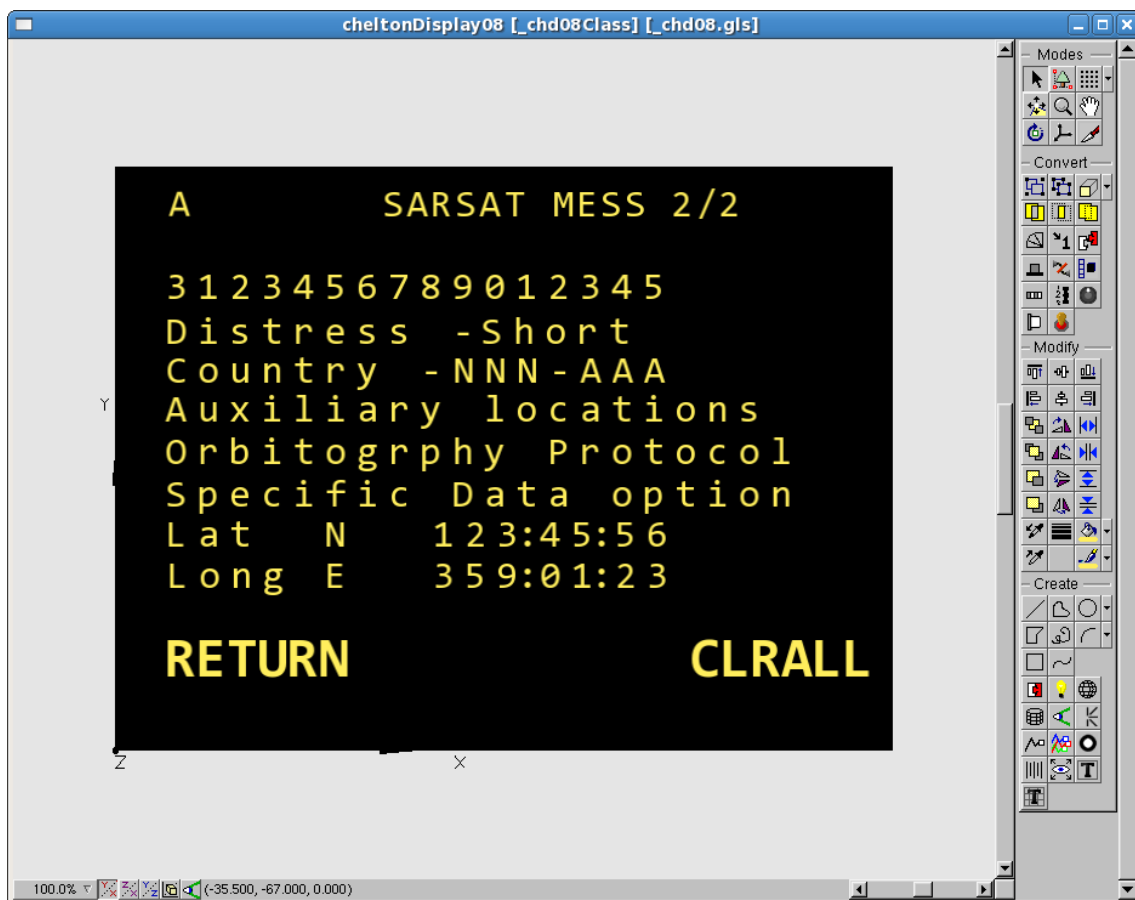 cheltonDisplay08 [_chd08Class] [_chd08.gls]
A SARSAT MESS 2/2
3123456789012345
Distress -Short
Country -NNN-AAA
Auxiliary locations
Orbitogrphy Protocol
Specific Data option
Lat N 123:45:56
Long E 359:01:23
RETURN CLRALL
Y
Z X
100.0% Y X Z X Y Z (-35.500, -67.000, 0.000)
Modes
Convert
1
Modify
Create
T
T